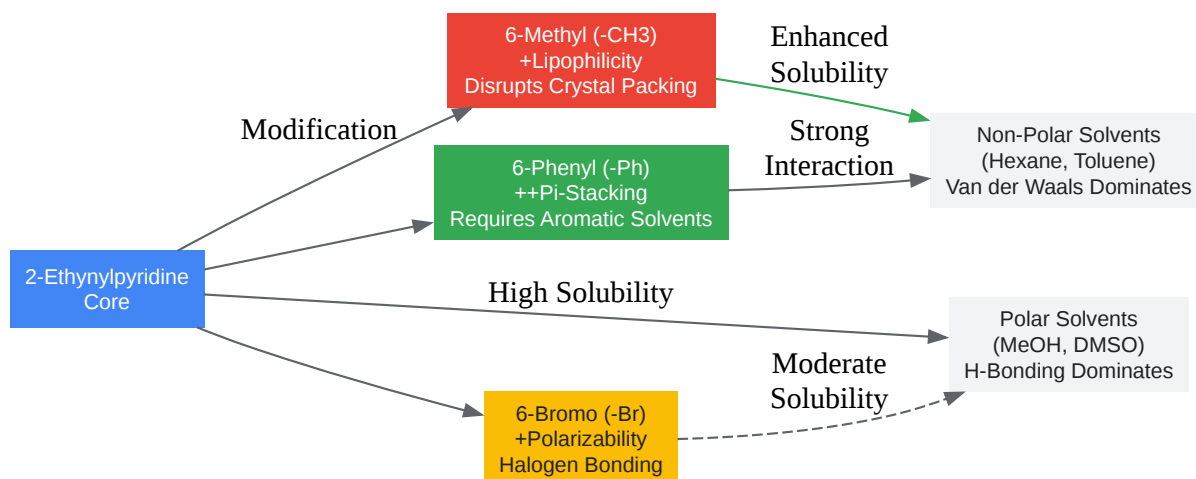 6-Methyl (-CH3)
+Lipophilicity
Disrupts Crystal Packing
Enhanced
Solubility
Modification
Strong
Interaction
Non-Polar Solvents
(Hexane, Toluene)
Van der Waals Dominates
6-Phenyl (-Ph)
++Pi-Stacking
Requires Aromatic Solvents
2-Ethynylpyridine
Core
High Solubility
Polar Solvents
(MeOH, DMSO)
H-Bonding Dominates
Moderate
Solubility
6-Bromo (-Br)
+Polarizability
Halogen Bonding